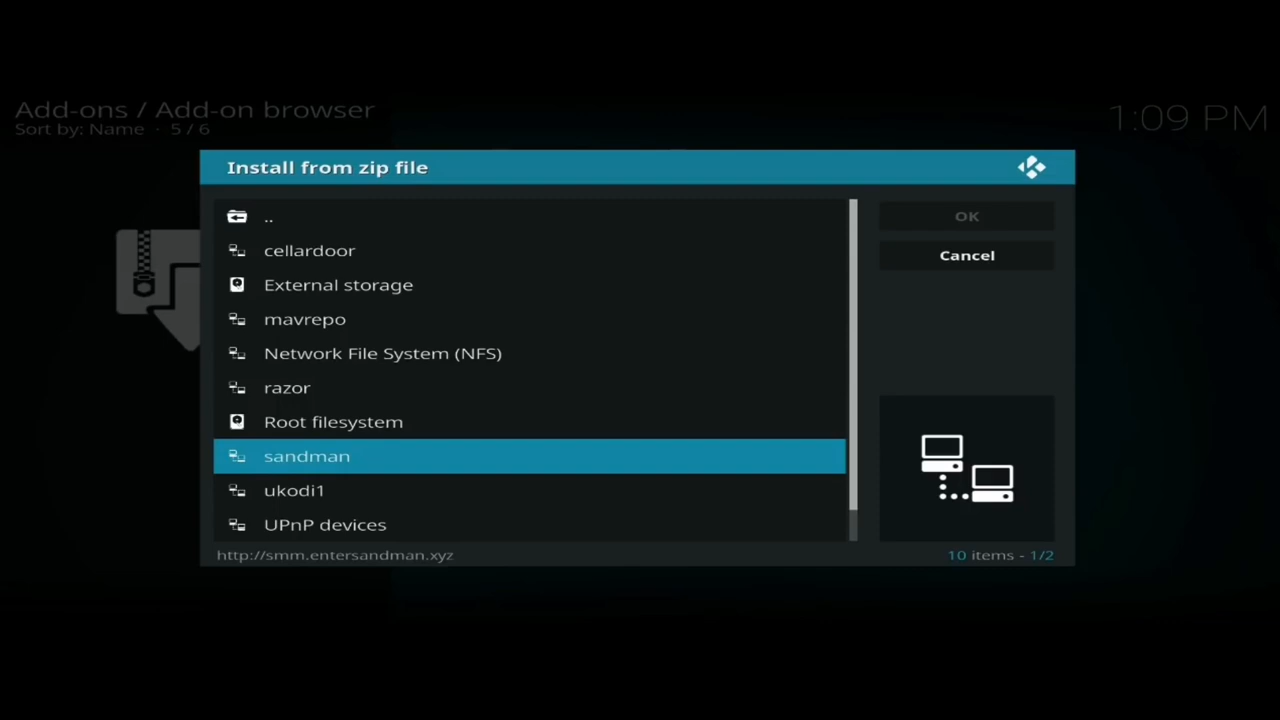 Add-ons / Add-on browser
Sort by: Name · 5 / 6
1:09 PM
Install from zip file
..
cellardoor
External storage
mavrepo
Network File System (NFS)
razor
Root filesystem
sandman
ukodi1
UPnP devices
OK
Cancel
http://smm.entersandman.xyz
10 items - 1/2